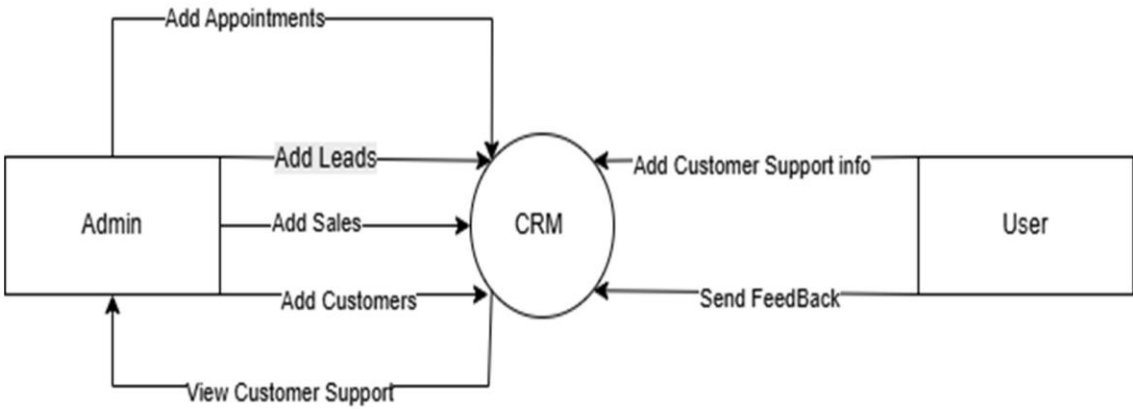 Add Appointments
Add Leads
Add Customer Support info
Admin
Add Sales
CRM
User
Add Customers
Send FeedBack
View Customer Support